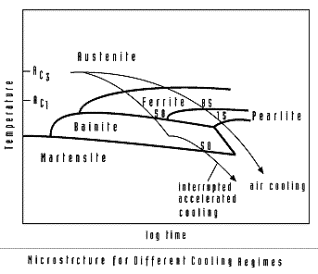 Austenite
AC3
Ferrite 85
AC1
50 15 Pearlite
Bainite
50
Martensite
Temperature
interrupted
accelerated
cooling
air cooling
log time
Microstrcture for Different Cooling Regimes